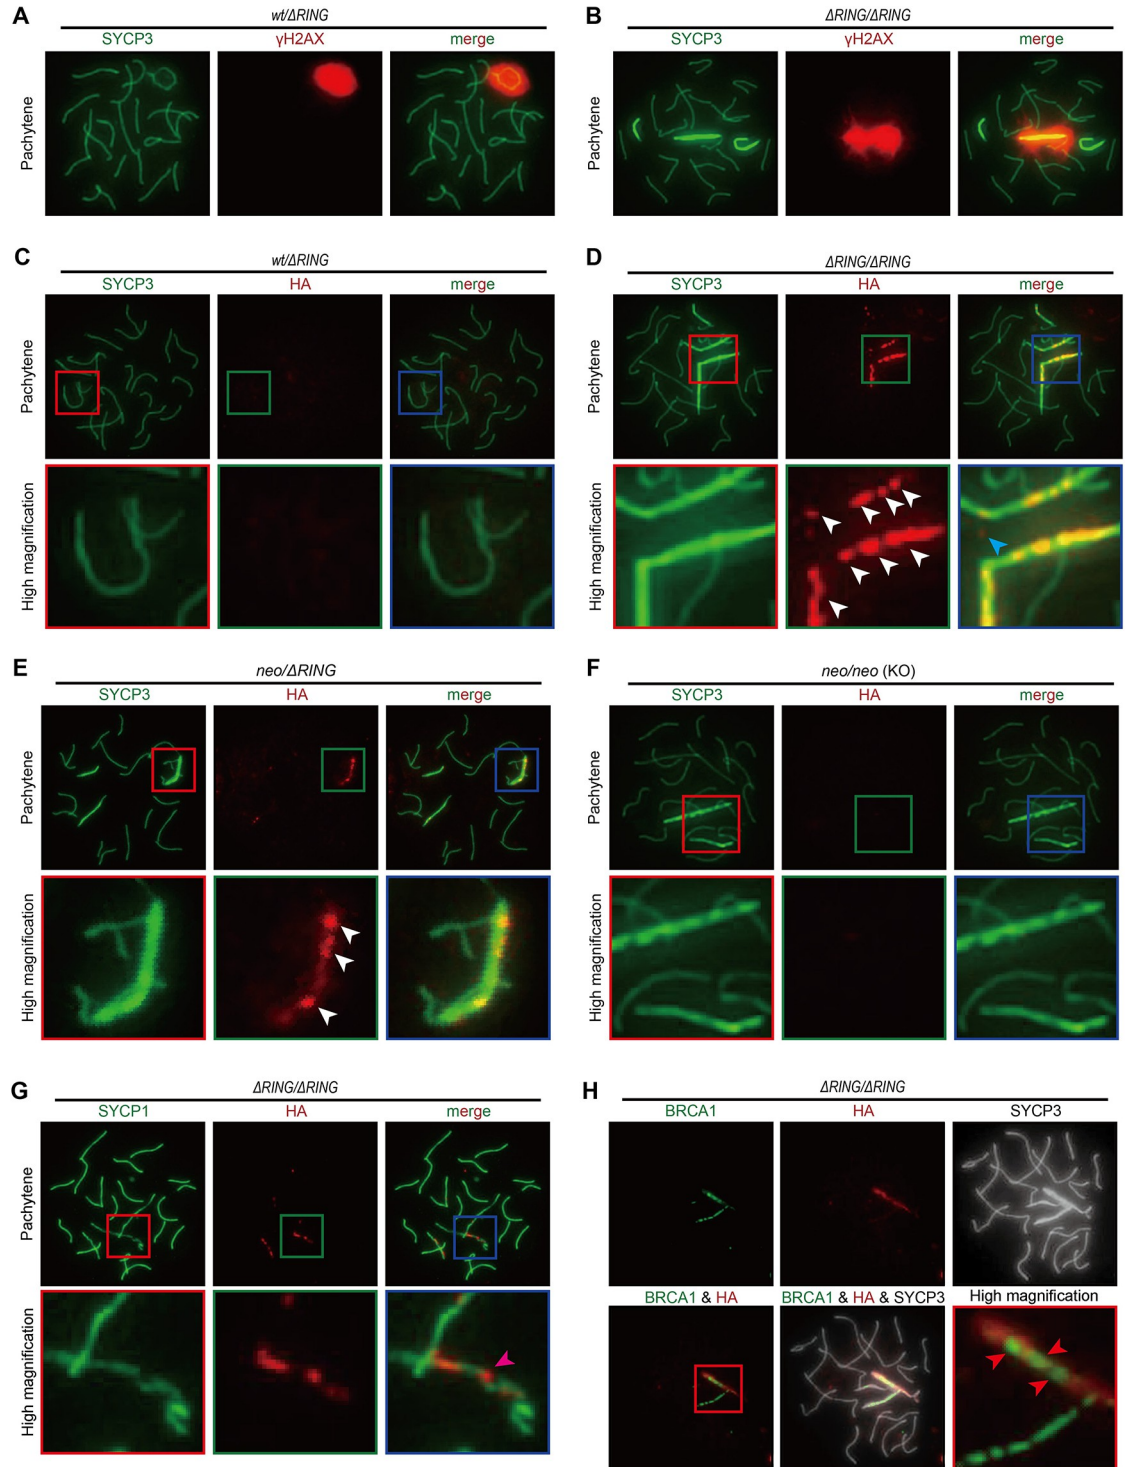 A
wt/ΔRING
SYCP3 γH2AX merge
Pachytene
B
ΔRING/ΔRING
SYCP3 γH2AX merge
Pachytene
C
wt/ΔRING
SYCP3 HA merge
Pachytene
High magnification
D
ΔRING/ΔRING
SYCP3 HA merge
Pachytene
High magnification
E
neo/ΔRING
SYCP3 HA merge
Pachytene
High magnification
F
neo/neo (KO)
SYCP3 HA merge
Pachytene
High magnification
G
ΔRING/ΔRING
SYCP1 HA merge
Pachytene
High magnification
H
ΔRING/ΔRING
BRCA1 HA SYCP3
BRCA1 & HA BRCA1 & HA & SYCP3 High magnification